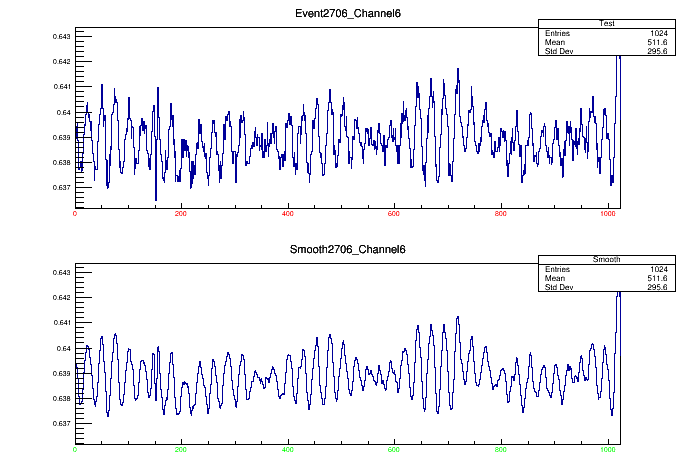 Event2706_Channel6
Test
Entries 1024
Mean 511.6
Std Dev 295.6
0.643
0.642
0.641
0.64
0.639
0.638
0.637
0 200 400 600 800 1000
Smooth2706_Channel6
Smooth
Entries 1024
Mean 511.6
Std Dev 295.6
0.643
0.642
0.641
0.64
0.639
0.638
0.637
0 200 400 600 800 1000